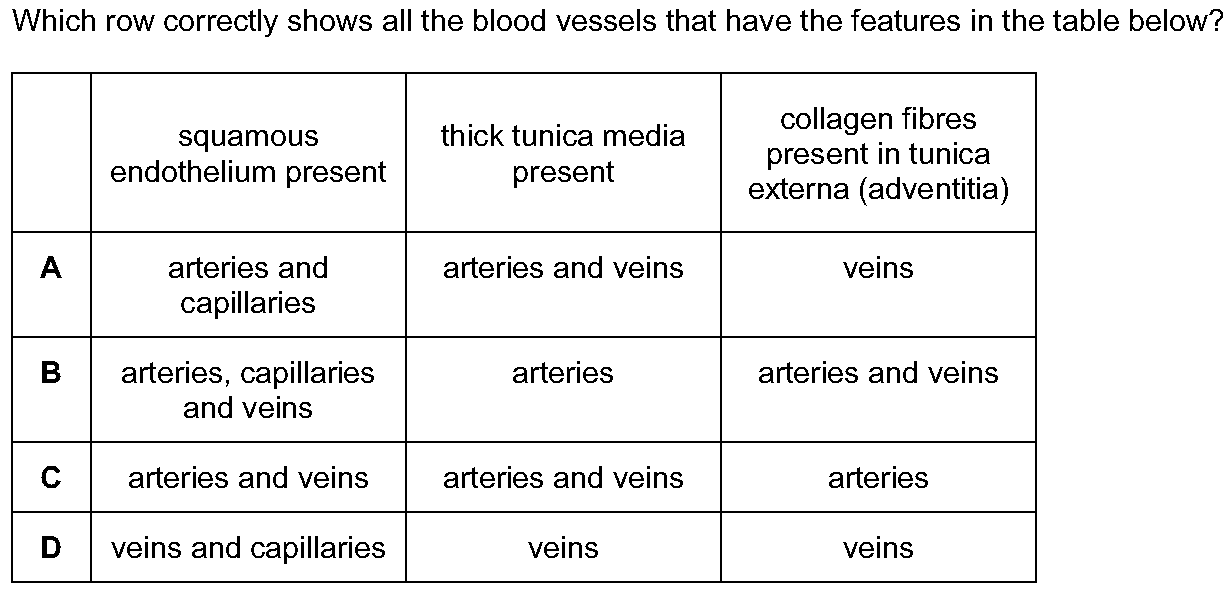 Which row correctly shows all the blood vessels that have the features in the table below?
squamous
endothelium present
thick tunica media
present
collagen fibres
present in tunica
externa (adventitia)
A
arteries and
capillaries
arteries and veins
veins
B
arteries, capillaries
and veins
arteries
arteries and veins
C
arteries and veins
arteries and veins
arteries
D
veins and capillaries
veins
veins